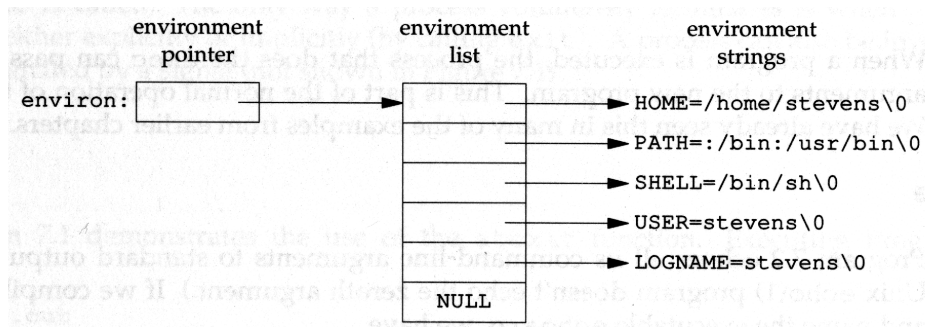 environment pointer
environment list
environment strings
environ:
HOME=/home/stevens\0
PATH=:/bin:/usr/bin\0
SHELL=/bin/sh\0
USER=stevens\0
LOGNAME=stevens\0
NULL